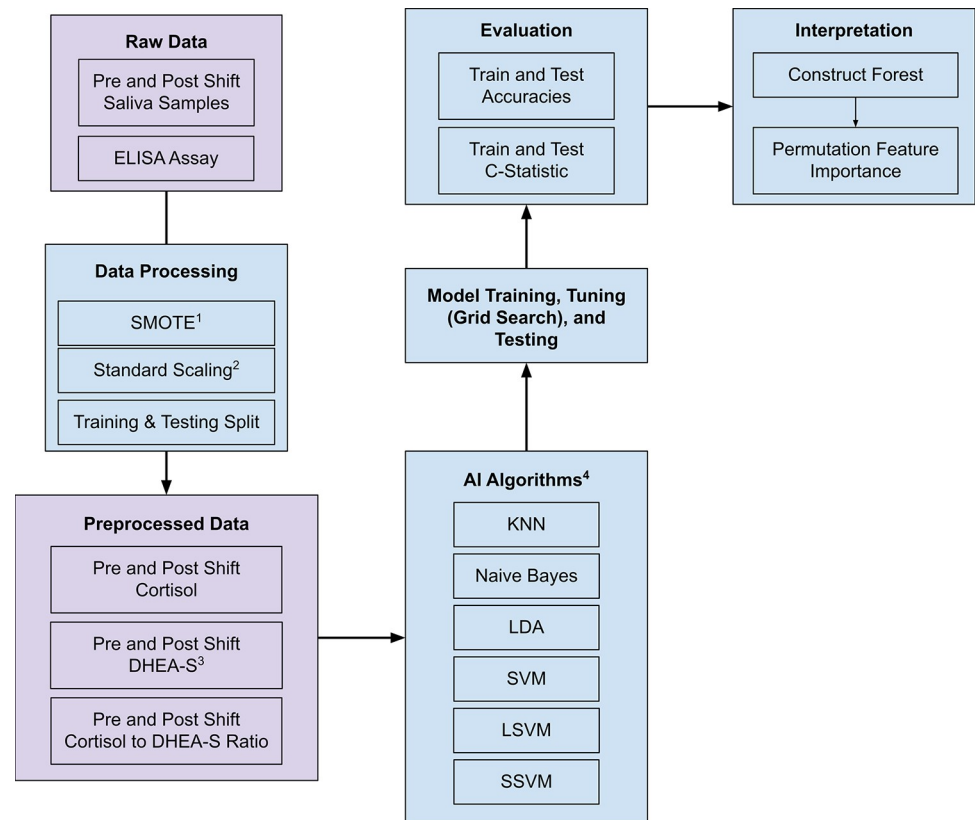 Raw Data
Pre and Post Shift
Saliva Samples
ELISA Assay
Data Processing
SMOTE¹
Standard Scaling²
Training & Testing Split
Preprocessed Data
Pre and Post Shift
Cortisol
Pre and Post Shift
DHEA-S³
Pre and Post Shift
Cortisol to DHEA-S Ratio
AI Algorithms⁴
KNN
Naive Bayes
LDA
SVM
LSVM
SSVM
Model Training, Tuning
(Grid Search), and
Testing
Evaluation
Train and Test
Accuracies
Train and Test
C-Statistic
Interpretation
Construct Forest
Permutation Feature
Importance